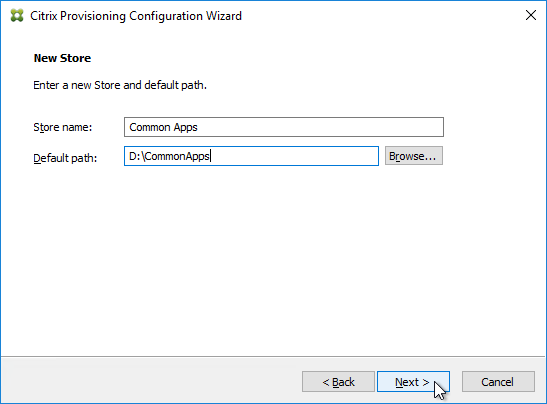 Citrix Provisioning Configuration Wizard
New Store
Enter a new Store and default path.
Store name: Common Apps
Default path: D:\CommonApps Browse...
< Back Next > Cancel